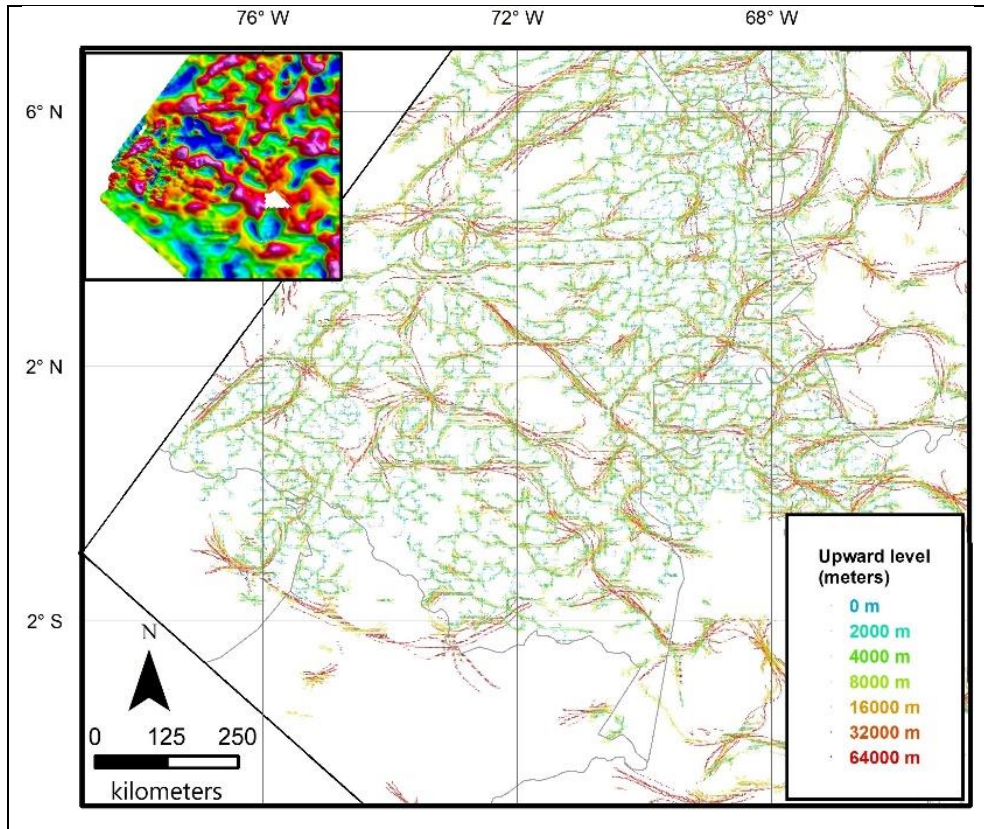 76° W 72° W 68° W
6° N
2° N
2° S
N
0 125 250
kilometers
Upward level
(meters)
0 m
2000 m
4000 m
8000 m
16000 m
32000 m
64000 m